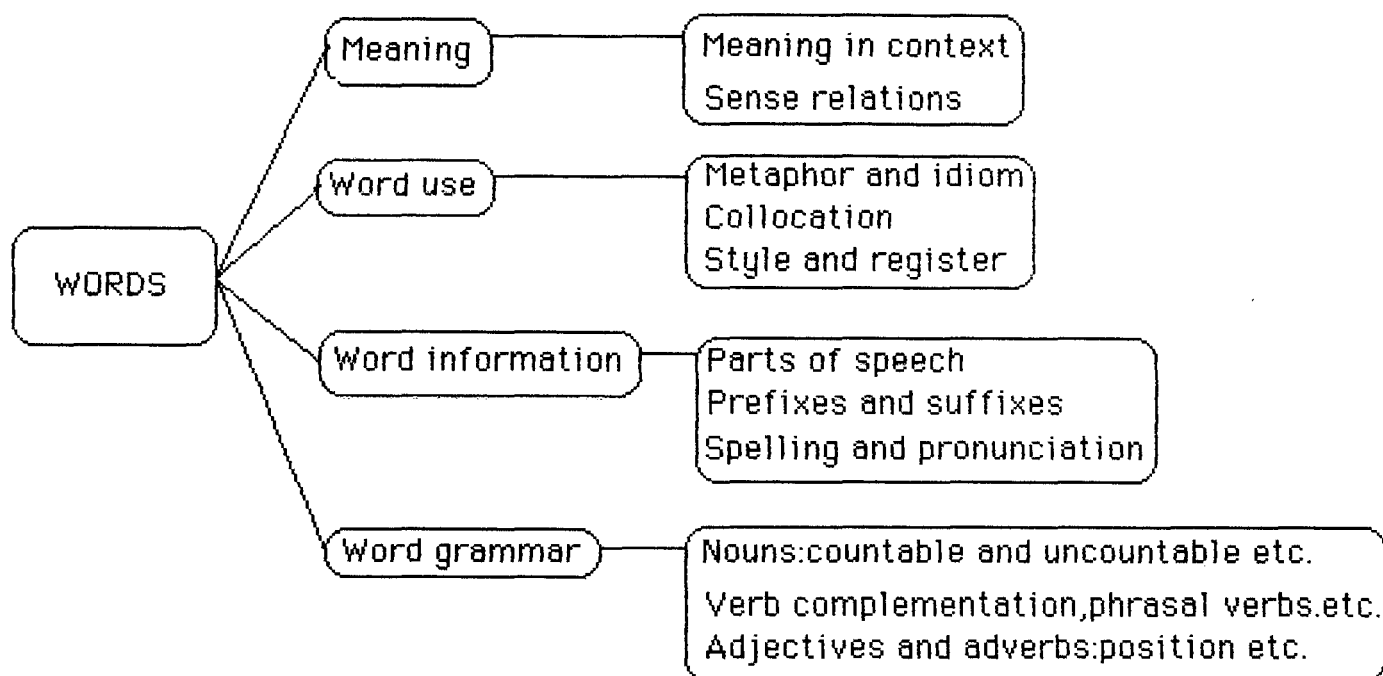 WORDS
Meaning
Meaning in context
Sense relations
Word use
Metaphor and idiom
Collocation
Style and register
Word information
Parts of speech
Prefixes and suffixes
Spelling and pronunciation
Word grammar
Nouns:countable and uncountable etc.
Verb complementation,phrasal verbs.etc.
Adjectives and adverbs:position etc.